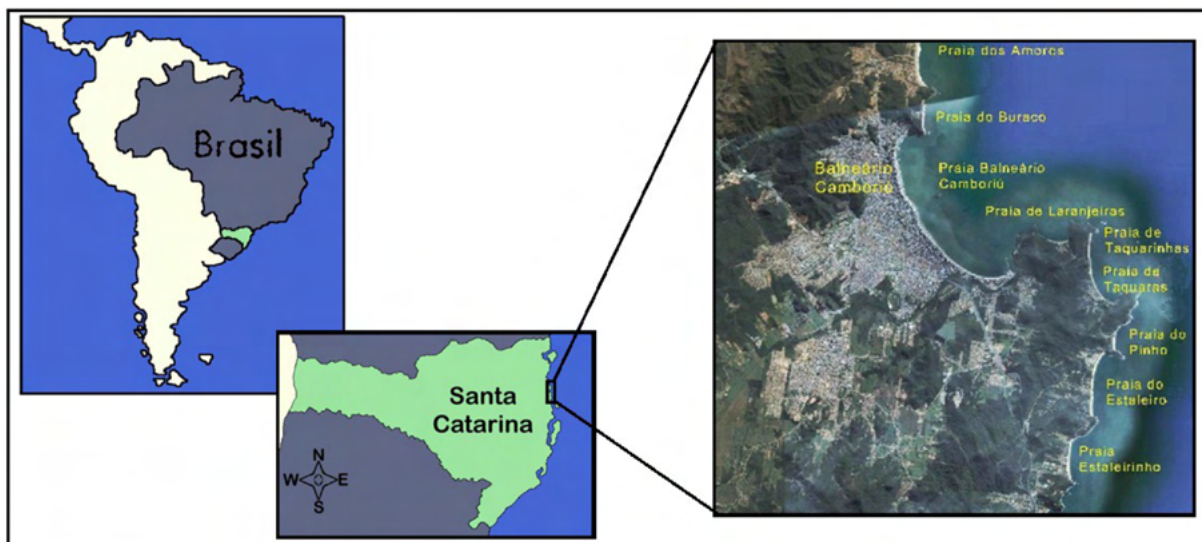 Brasil
Santa
Catarina
N
W
E
S
Praia dos Amores
Praia do Buraco
Balneário
Camboriú
Praia Balneário
Camboriú
Praia de Laranjeiras
Praia de
Taquarinhas
Praia de
Taquaras
Praia do
Pinho
Praia do
Estaleiro
Praia
Estaleirinho